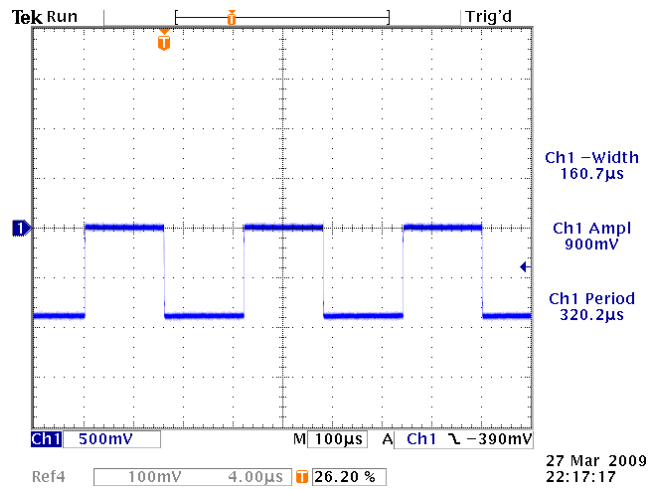 Tek Run Trig'd
T
T
Ch1 −Width
160.7µs
1
Ch1 Ampl
900mV
Ch1 Period
320.2µs
Ch1 500mV M 100µs A Ch1 −390mV
27 Mar 2009
22:17:17
Ref4 100mV 4.00µs T 26.20 %